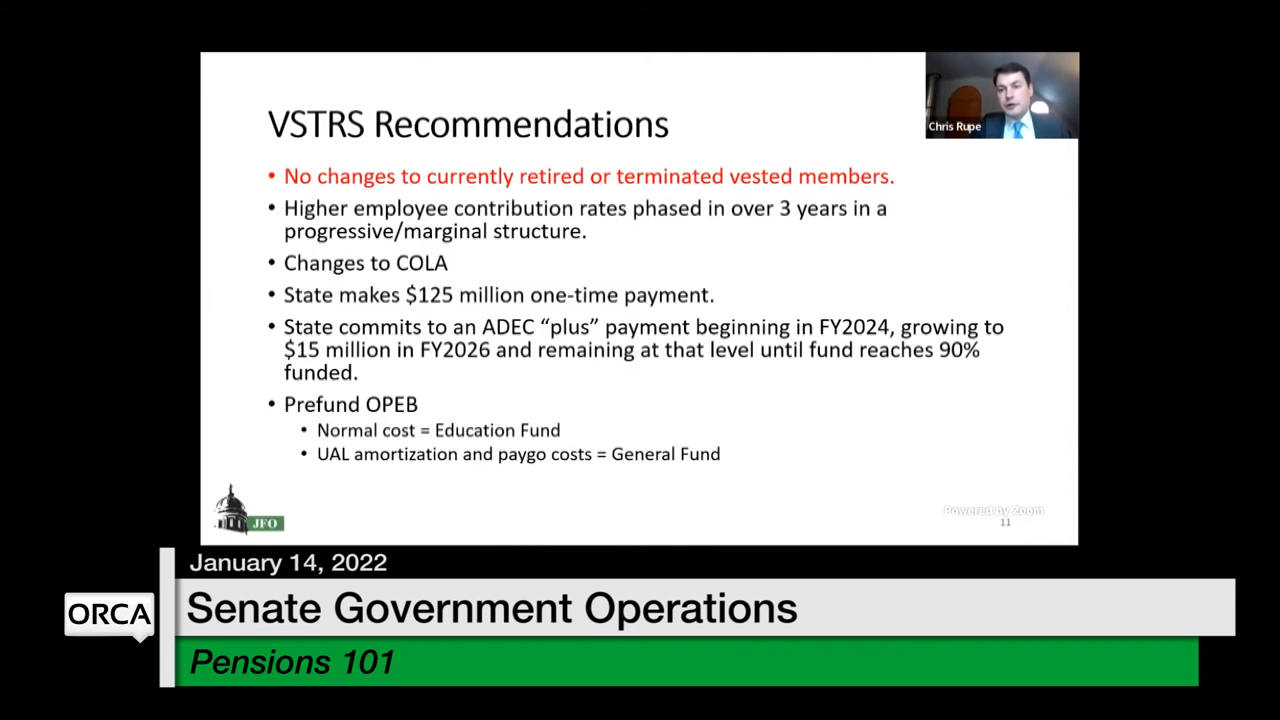 VSTRS Recommendations
Chris Rupe
• No changes to currently retired or terminated vested members.
• Higher employee contribution rates phased in over 3 years in a
progressive/marginal structure.
• Changes to COLA
• State makes $125 million one-time payment.
• State commits to an ADEC “plus” payment beginning in FY2024, growing to
$15 million in FY2026 and remaining at that level until fund reaches 90%
funded.
• Prefund OPEB
• Normal cost = Education Fund
• UAL amortization and paygo costs = General Fund
JFO
Powered by Zoom
11
January 14, 2022
ORCA
Senate Government Operations
Pensions 101